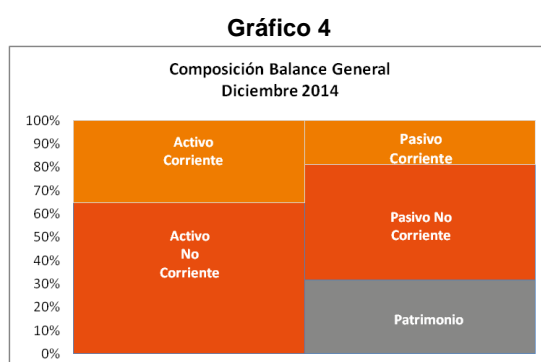 Gráfico 4
Composición Balance General
Diciembre 2014
100%
90%
80%
70%
60%
50%
40%
30%
20%
10%
0%
Activo
Corriente
Activo
No
Corriente
Pasivo
Corriente
Pasivo No
Corriente
Patrimonio